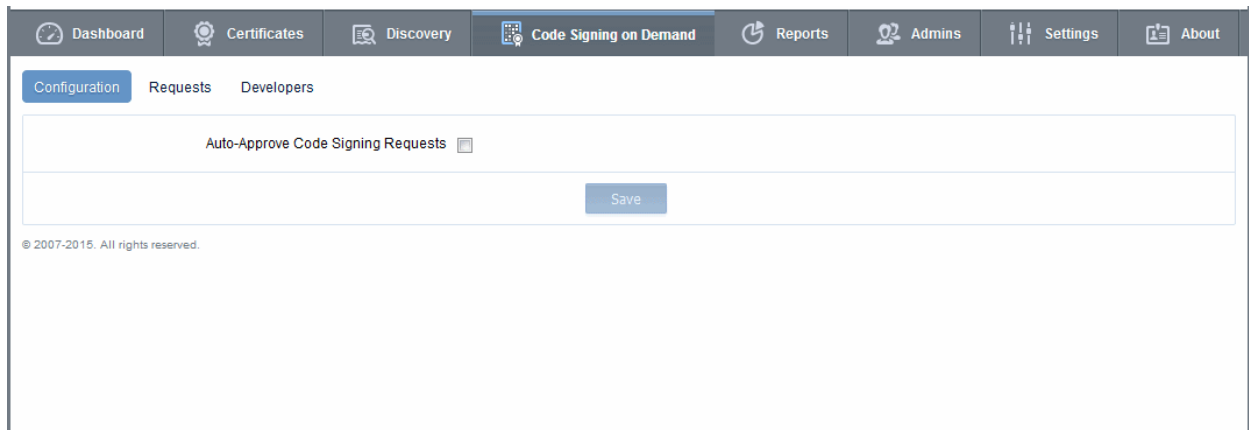 Dashboard Certificates Discovery Code Signing on Demand Reports Admins Settings About
Configuration Requests Developers
Auto-Approve Code Signing Requests
Save
© 2007-2015. All rights reserved.